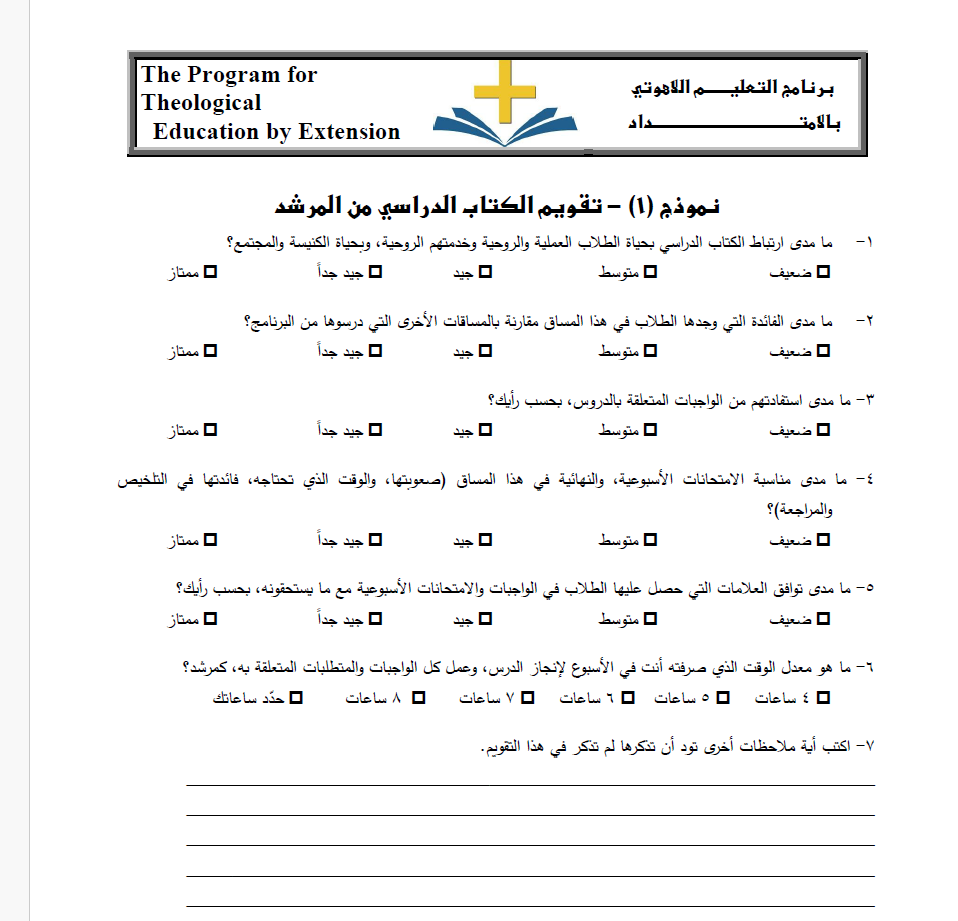 The Program for
Theological
Education by Extension
برنامج التعليـــم اللاهوتي
بالامتـــــــــــــــــداد
نموذج (١) – تقويم الكتاب الدراسي من المرشد
١- ما مدى ارتباط الكتاب الدراسي بحياة الطلاب العملية والروحية وخدمتهم الروحية، وبحياة الكنيسة والمجتمع؟
ضعيف متوسط جيد جيد جداً ممتاز
٢- ما مدى الفائدة التي وجدها الطلاب في هذا المساق مقارنة بالمساقات الأخرى التي درسوها من البرنامج؟
ضعيف متوسط جيد جيد جداً ممتاز
٣- ما مدى استفادتهم من الواجبات المتعلقة بالدروس، بحسب رأيك؟
ضعيف متوسط جيد جيد جداً ممتاز
٤- ما مدى مناسبة الامتحانات الأسبوعية، والنهائية في هذا المساق (صعوبتها، والوقت الذي تحتاجه، فائدتها في التلخيص
والمراجعة)؟
ضعيف متوسط جيد جيد جداً ممتاز
٥- ما مدى توافق العلامات التي حصل عليها الطلاب في الواجبات والامتحانات الأسبوعية مع ما يستحقونه، بحسب رأيك؟
ضعيف متوسط جيد جيد جداً ممتاز
٦- ما هو معدل الوقت الذي صرفته أنت في الأسبوع لإنجاز الدرس، وعمل كل الواجبات والمتطلبات المتعلقة به، كمرشد؟
٤ ساعات ٥ ساعات ٦ ساعات ٧ ساعات ٨ ساعات حدّد ساعاتك
٧- اكتب أية ملاحظات أخرى تود أن تذكرها لم تذكر في هذا التقويم.